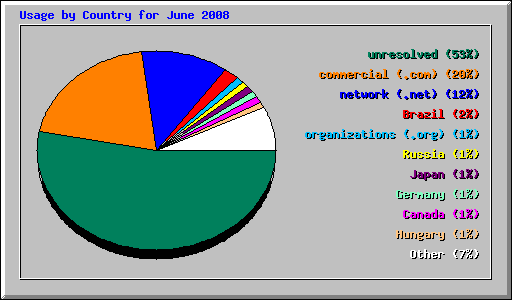 Usage by Country for June 2008
unresolved (53%)
commercial (.com) (20%)
network (.net) (12%)
Brazil (2%)
organizations (.org) (1%)
Russia (1%)
Japan (1%)
Germany (1%)
Canada (1%)
Hungary (1%)
Other (7%)